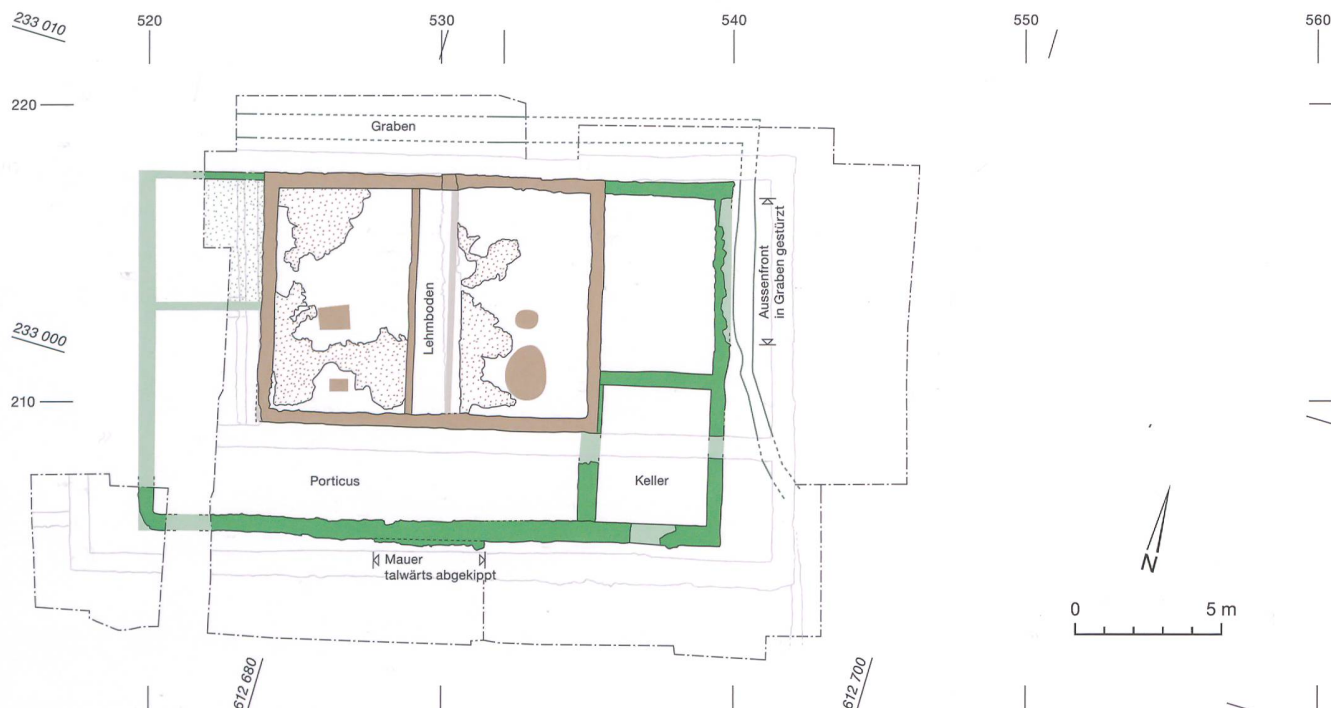 233 010
520
530
540
550
560
220
Graben
Aussenfront
in Graben gestürzt
Lehmboden
233 000
210
Porticus
Keller
Mauer
talwärts abgekippt
N
0
5 m
612 680
612 700